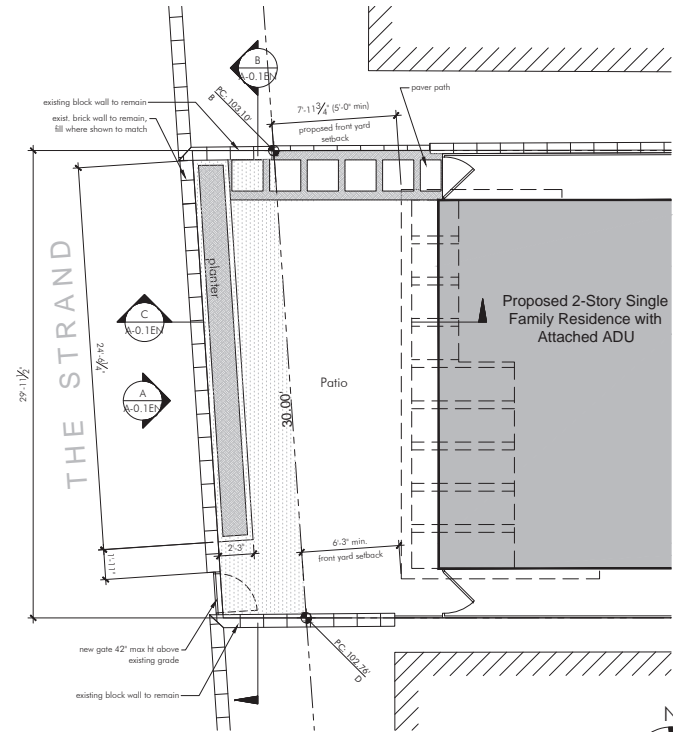 B
A-0.1EN
PC: 103.10'
B
existing block wall to remain
exist. brick wall to remain,
fill where shown to match
7'-11 3/4" (5'-0" min)
proposed front yard
setback
paver path
THE STRAND
planter
C
A-0.1EN
A
A-0.1EN
29'-11 1/2"
24'-6 1/4"
30.00'
Patio
Proposed 2-Story Single
Family Residence with
Attached ADU
2'-3"
6'-3" min.
front yard setback
1'-11"
new gate 42" max ht above
existing grade
PC: 102.76'
D
existing block wall to remain
N